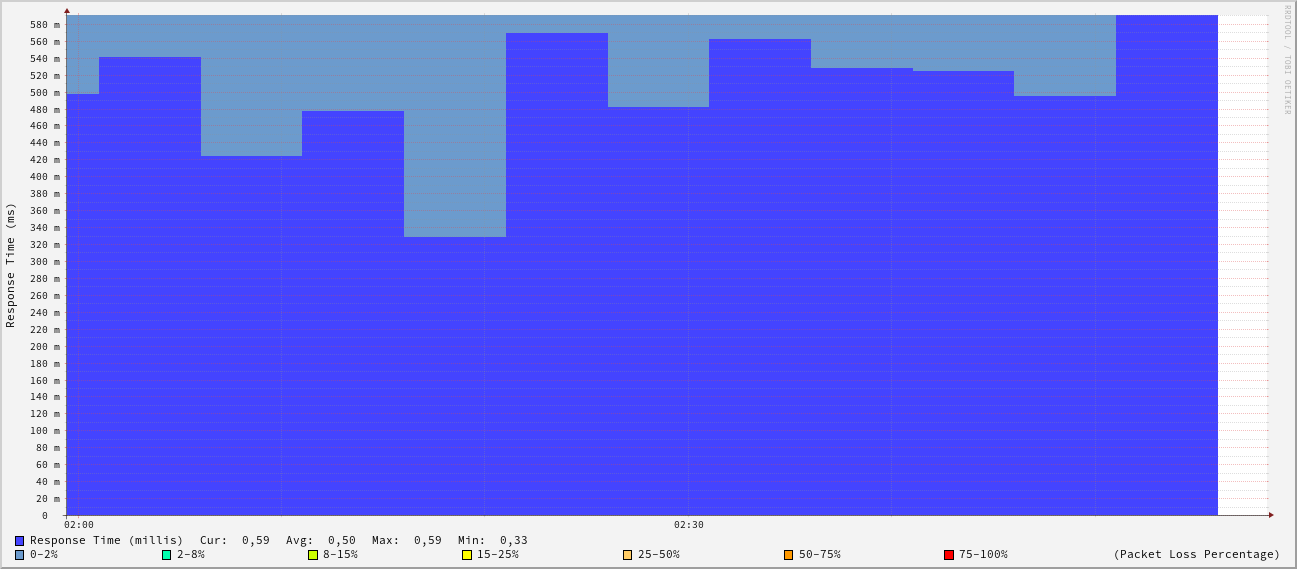 580 m
560 m
540 m
520 m
500 m
480 m
460 m
440 m
420 m
400 m
380 m
360 m
340 m
320 m
300 m
280 m
260 m
240 m
220 m
200 m
180 m
160 m
140 m
120 m
100 m
80 m
60 m
40 m
20 m
0
Response Time (ms)
RRDTOOL / TOBI OETIKER
02:00 02:30
Response Time (millis) Cur: 0,59 Avg: 0,50 Max: 0,59 Min: 0,33
0-2% 2-8% 8-15% 15-25% 25-50% 50-75% 75-100% (Packet Loss Percentage)